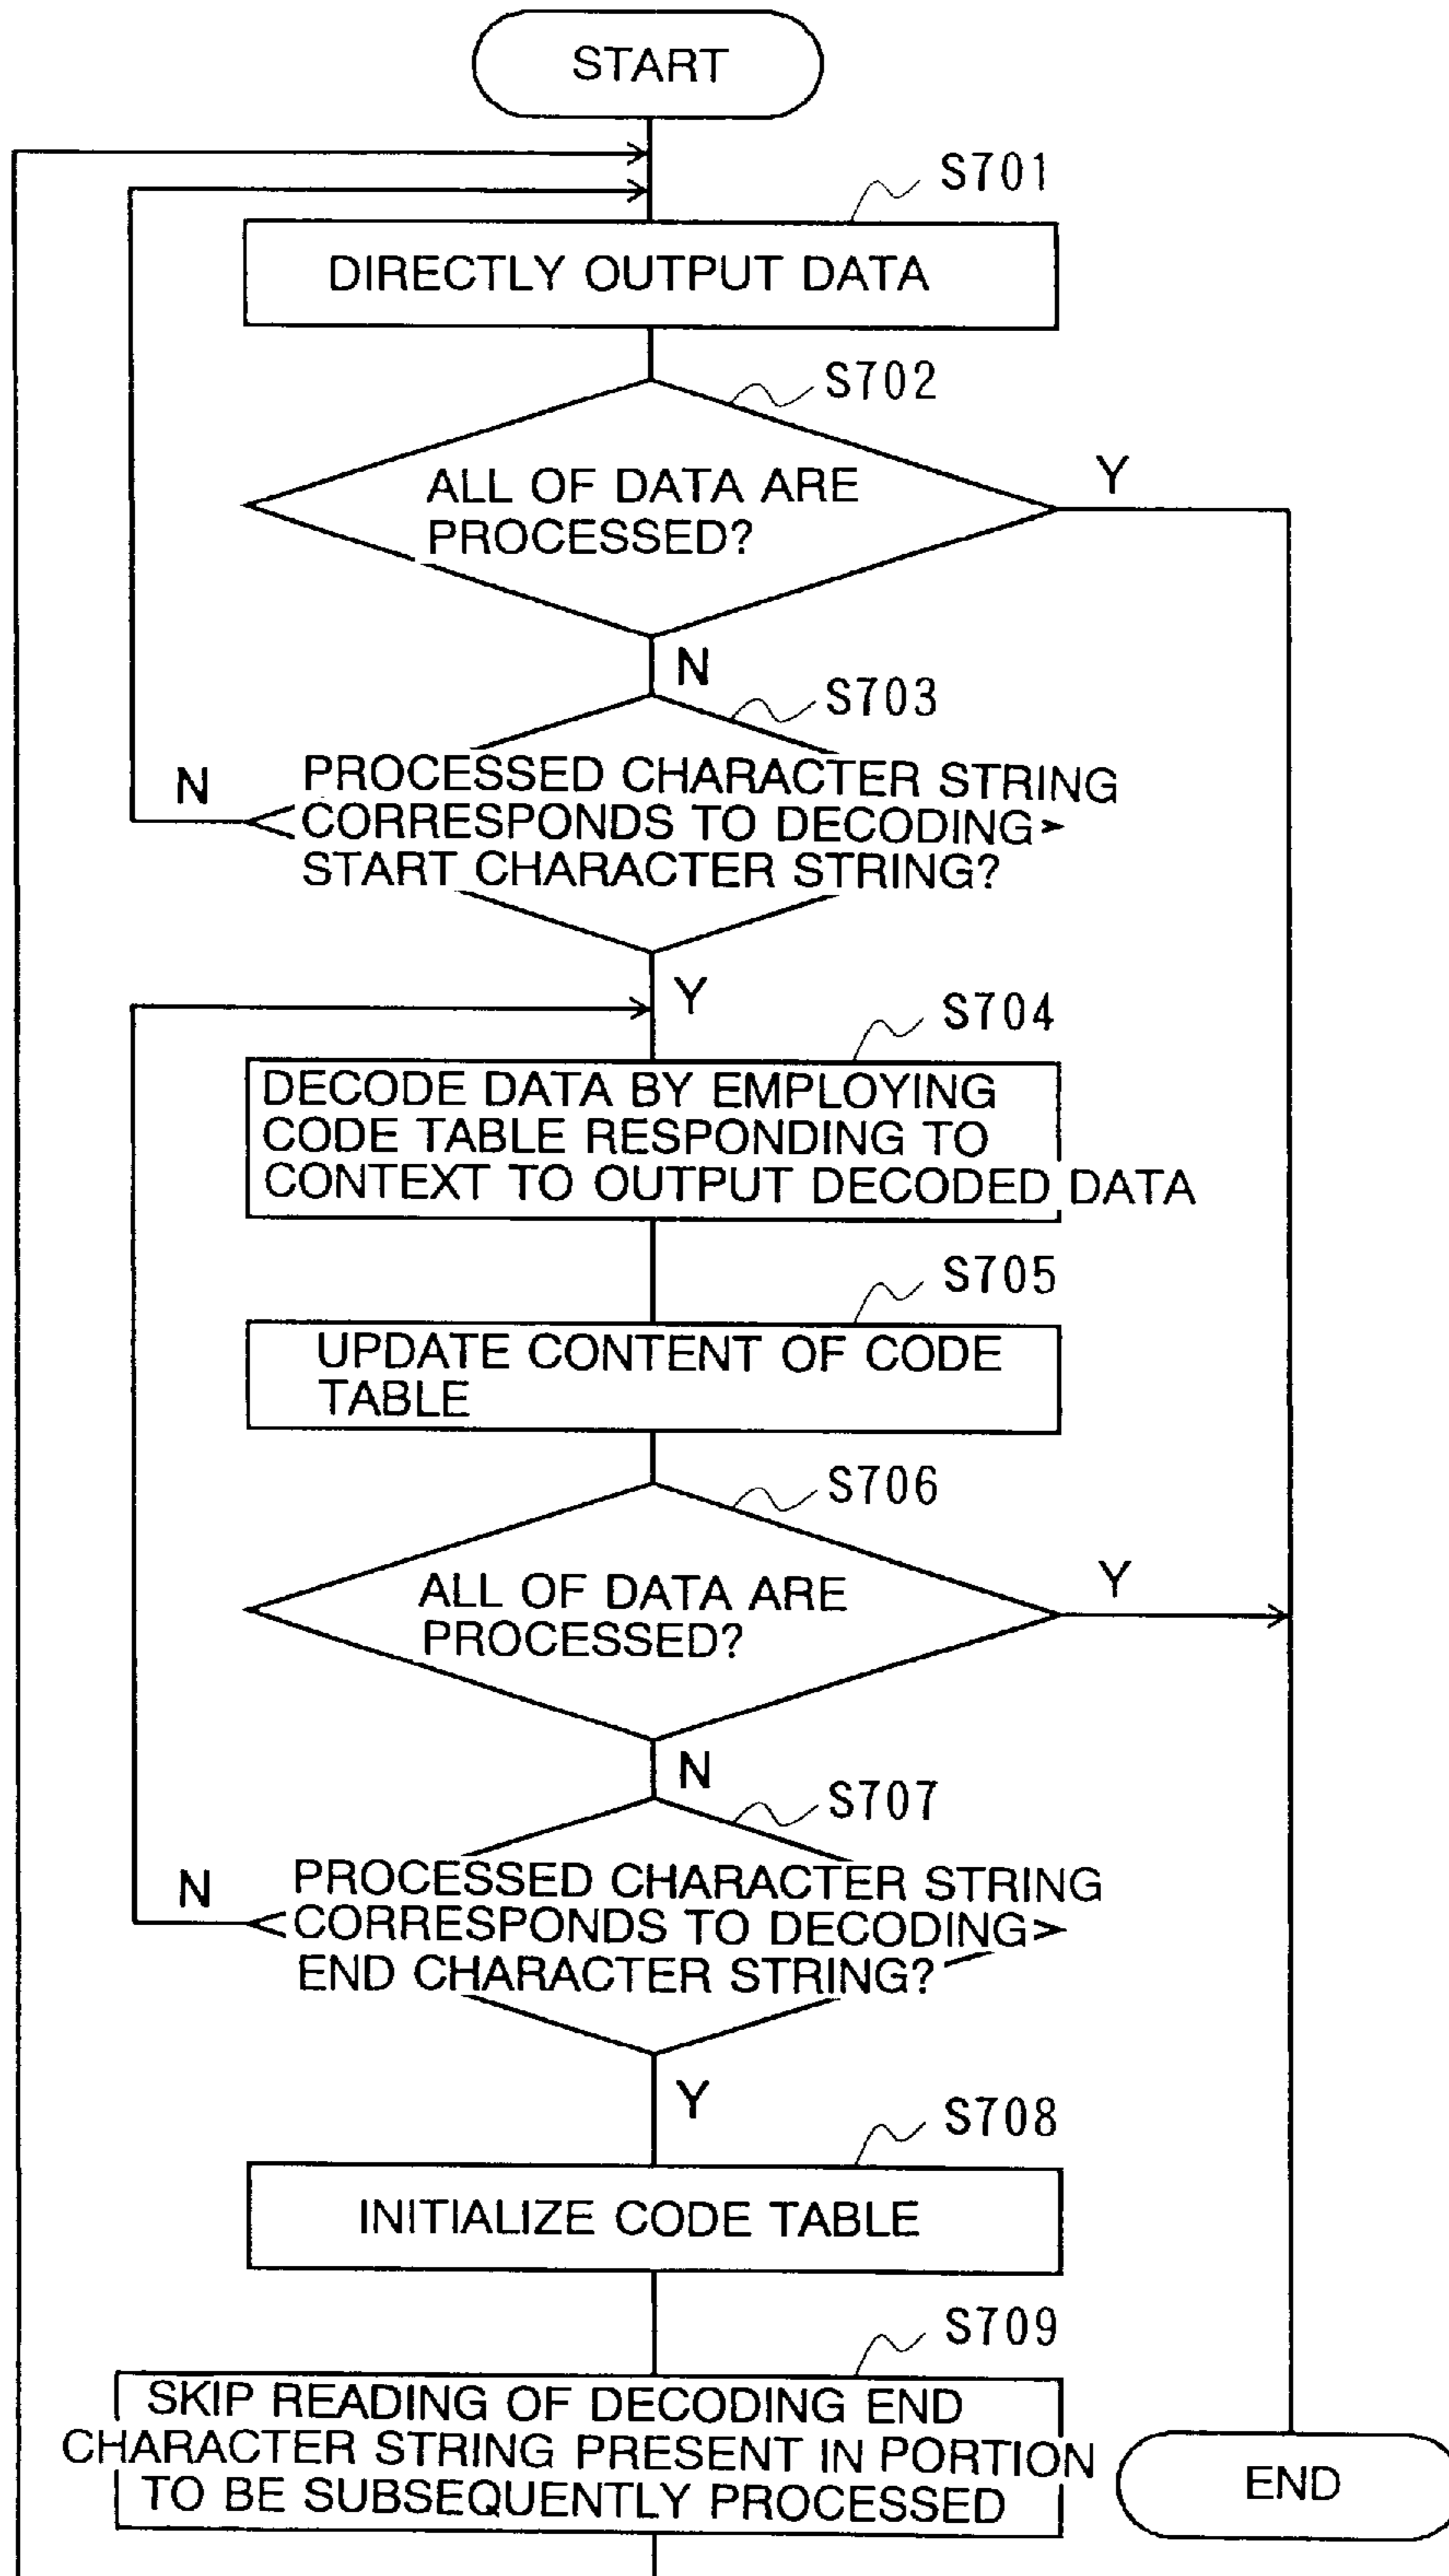 START
S701
DIRECTLY OUTPUT DATA
S702
ALL OF DATA ARE
PROCESSED?
Y
N
S703
PROCESSED CHARACTER STRING
CORRESPONDS TO DECODING
START CHARACTER STRING?
N
Y
S704
DECODE DATA BY EMPLOYING
CODE TABLE RESPONDING TO
CONTEXT TO OUTPUT DECODED DATA
S705
UPDATE CONTENT OF CODE
TABLE
S706
ALL OF DATA ARE
PROCESSED?
Y
N
S707
PROCESSED CHARACTER STRING
CORRESPONDS TO DECODING
END CHARACTER STRING?
N
Y
S708
INITIALIZE CODE TABLE
S709
SKIP READING OF DECODING END
CHARACTER STRING PRESENT IN PORTION
TO BE SUBSEQUENTLY PROCESSED
END